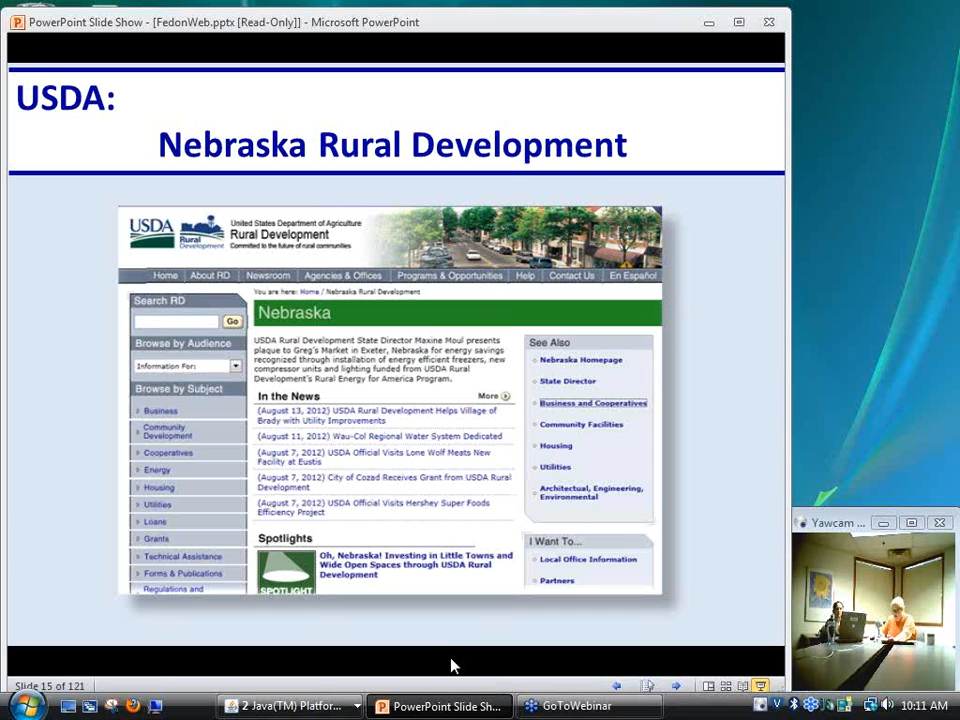 PowerPoint Slide Show - [FedonWeb.pptx [Read-Only]] - Microsoft PowerPoint
USDA:
Nebraska Rural Development
USDA
Rural
Development
United States Department of Agriculture
Rural Development
Committed to the future of rural communities
Home About RD Newsroom Agencies & Offices Programs & Opportunities Help Contact Us En Español
You are here: Home / Nebraska Rural Development
Search RD
Go
Browse by Audience
Information For:
Browse by Subject
Business
Community
Development
Cooperatives
Energy
Housing
Utilities
Loans
Grants
Technical Assistance
Forms & Publications
Regulations and
Nebraska
USDA Rural Development State Director Maxine Moul presents
plaque to Greg's Market in Exeter, Nebraska for energy savings
recognized through installation of energy efficient freezers, new
compressor units and lighting funded from USDA Rural
Development's Rural Energy for America Program.
In the News More
(August 13, 2012) USDA Rural Development Helps Village of
Brady with Utility Improvements
(August 11, 2012) Wau-Col Regional Water System Dedicated
(August 7, 2012) USDA Official Visits Lone Wolf Meats New
Facility at Eustis
(August 7, 2012) City of Cozad Receives Grant from USDA Rural
Development
(August 7, 2012) USDA Official Visits Hershey Super Foods
Efficiency Project
Spotlights
SPOTLIGHT
Oh, Nebraska! Investing in Little Towns and
Wide Open Spaces through USDA Rural
Development
See Also
Nebraska Homepage
State Director
Business and Cooperatives
Community Facilities
Housing
Utilities
Architectural, Engineering,
Environmental
I Want To...
Local Office Information
Partners
Yawcam ...
Slide 15 of 121
2 Java(TM) Platfor... PowerPoint Slide Sh... GoToWebinar 10:11 AM